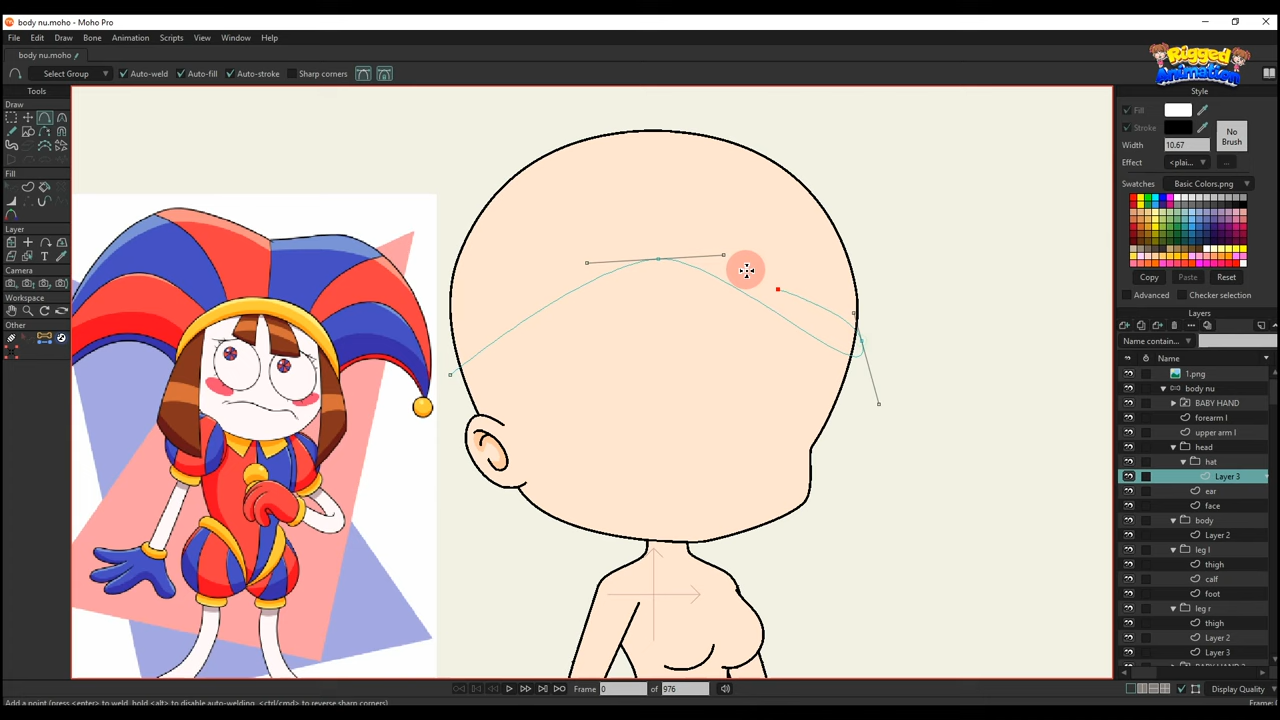 body nu.moho - Moho Pro
File Edit Draw Bone Animation Scripts View Window Help
body nu.moho
Select Group Auto-weld Auto-fill Auto-stroke Sharp corners
Rigged
Animation
Tools
Draw
Fill
Layer
Camera
Workspace
Other
Style
Fill
Stroke
No
Brush
Width 10.67
Effect <plai... ...
Swatches Basic Colors.png
Copy Paste Reset
Advanced Checker selection
Layers
Name contain...
Name
1.png
body nu
BABY HAND
forearm l
upper arm l
head
hat
Layer 3
ear
face
body
Layer 2
leg l
thigh
calf
foot
leg r
thigh
Layer 2
Layer 3
Frame 0 of 976
Display Quality
Add a point (press <enter> to weld, hold <alt> to disable auto-welding, <ctrl/cmd> to reverse sharp corners)
Frame: